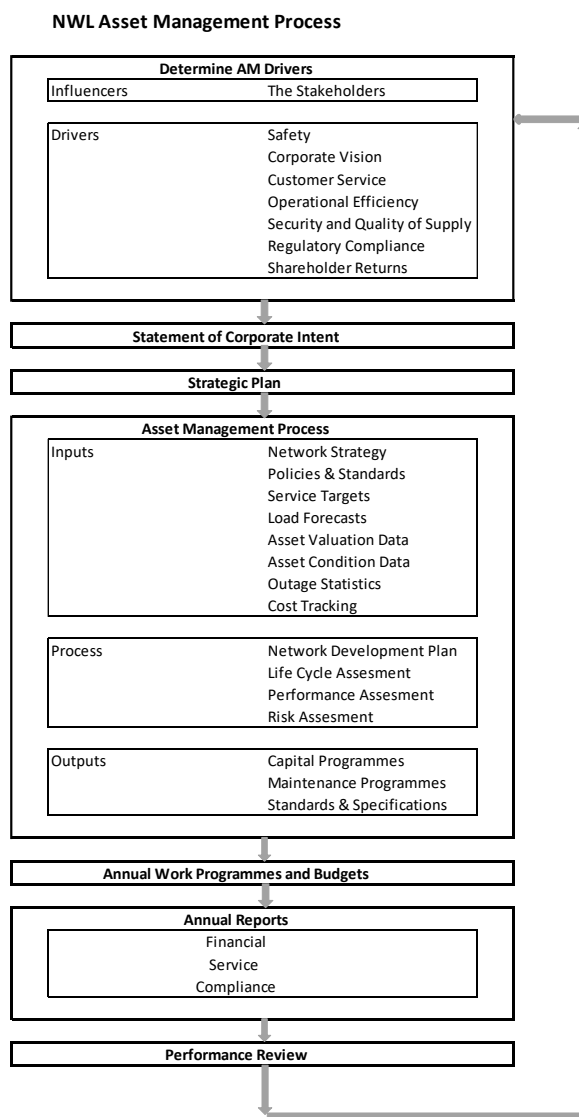 NWL Asset Management Process
Determine AM Drivers
Influencers The Stakeholders
Drivers Safety
Corporate Vision
Customer Service
Operational Efficiency
Security and Quality of Supply
Regulatory Compliance
Shareholder Returns
Statement of Corporate Intent
Strategic Plan
Asset Management Process
Inputs Network Strategy
Policies & Standards
Service Targets
Load Forecasts
Asset Valuation Data
Asset Condition Data
Outage Statistics
Cost Tracking
Process Network Development Plan
Life Cycle Assesment
Performance Assesment
Risk Assesment
Outputs Capital Programmes
Maintenance Programmes
Standards & Specifications
Annual Work Programmes and Budgets
Annual Reports
Financial
Service
Compliance
Performance Review